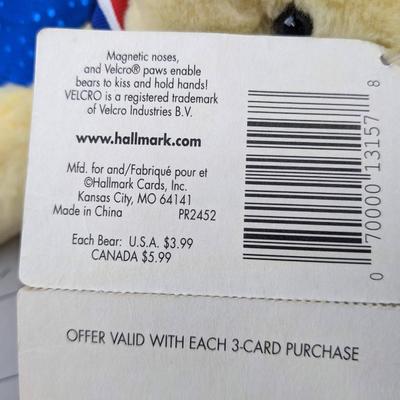 Magnetic noses,
and Velcro® paws enable
bears to kiss and hold hands!
VELCRO is a registered trademark
of Velcro Industries B.V.
www.hallmark.com
Mfd. for and/Fabriqué pour et
©Hallmark Cards, Inc.
Kansas City, MO 64141
Made in China PR2452
Each Bear: U.S.A. $3.99
CANADA $5.99
0 70000 13157 8
OFFER VALID WITH EACH 3-CARD PURCHASE